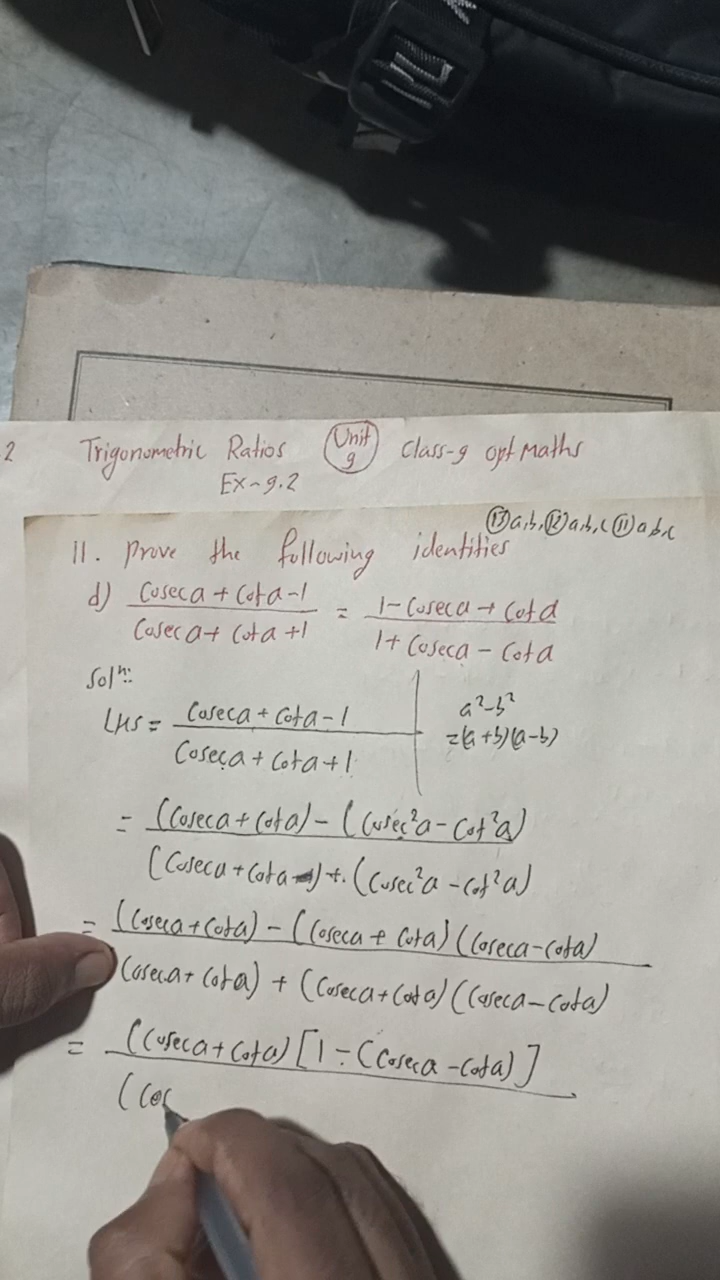 2 Trigonometric Ratios Unit 9 Class-9 opt Maths
Ex-9.2
(13) a,b, (12) a,b,c (11) a,b,c
11. Prove the following identities
d) (Coseca + Cota - 1)/(Coseca + Cota + 1) = (1 - Coseca + Cota)/(1 + Coseca - Cota)
Solⁿ:
LHS = (Coseca + Cota - 1)/(Coseca + Cota + 1)
a²-b²
=(a+b)(a-b)
= ((Coseca + Cota) - (Cosec²a - Cot²a))/((Coseca + Cota) + (Cosec²a - Cot²a))
= ((Coseca + Cota) - (Coseca + Cota)(Coseca - Cota))/(Coseca + Cota) + (Coseca + Cota)(Coseca - Cota)
= (Coseca + Cota)[1 - (Coseca - Cota)]
(Cos